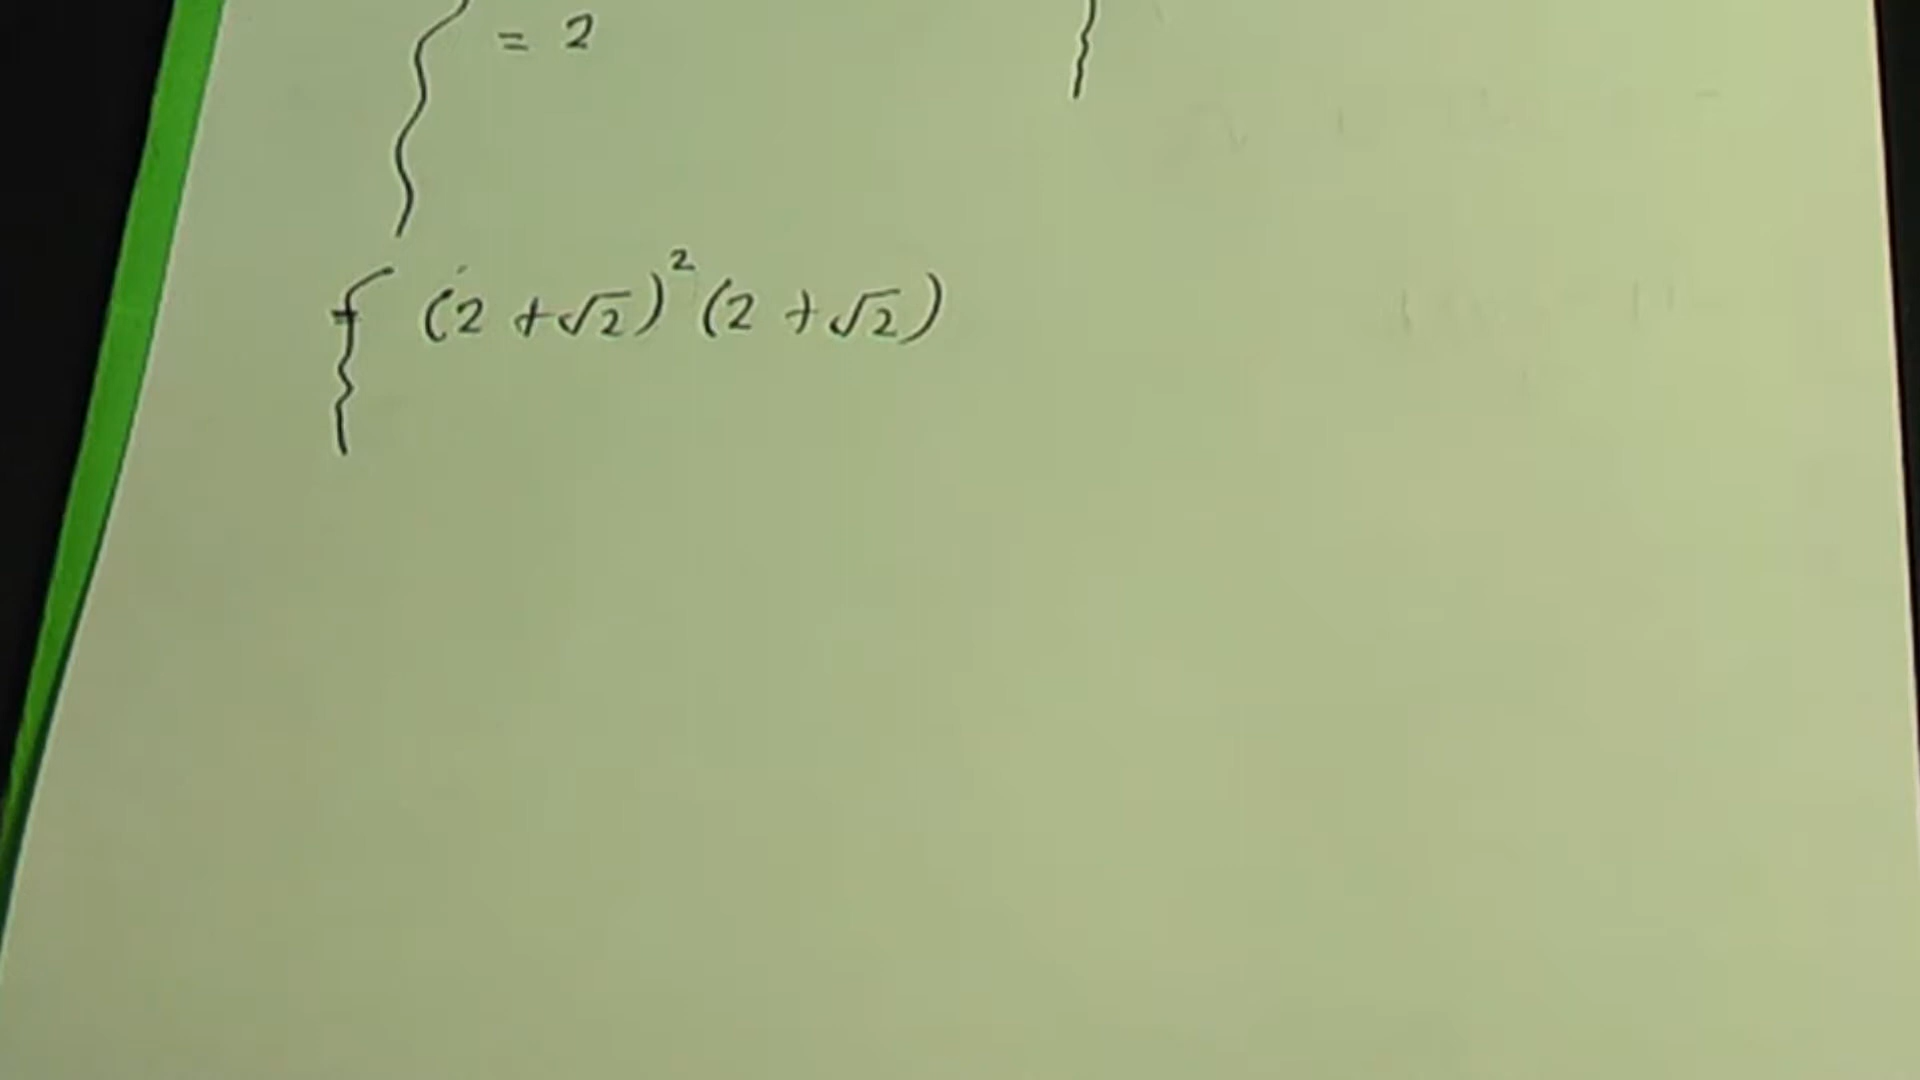 = 2
(2 + √2)² (2 + √2)